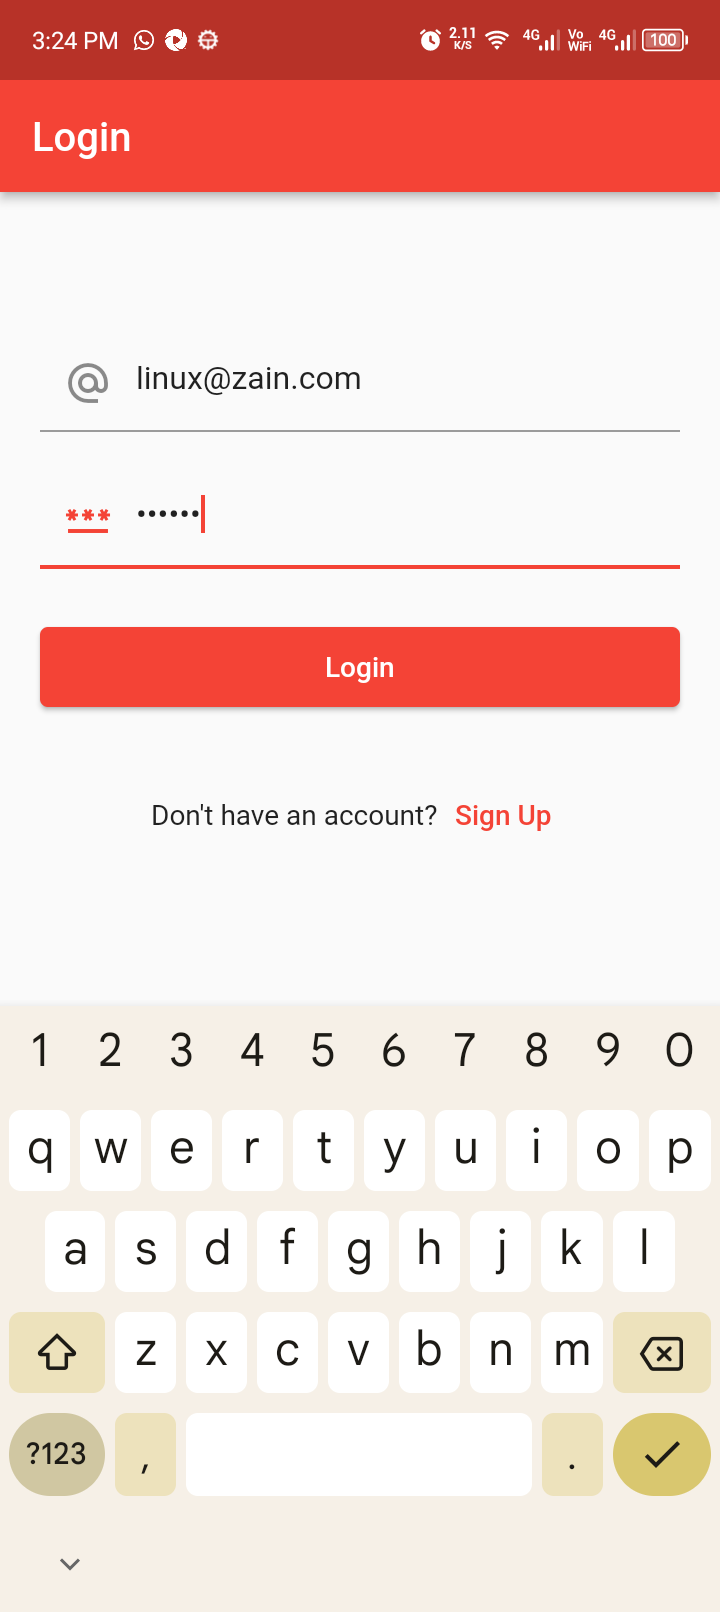 3:24 PM 2.11 K/S 4G Vo WiFi 4G 100
Login
linux@zain.com
***
••••••
Login
Don't have an account? Sign Up
1 2 3 4 5 6 7 8 9 0
q w e r t y u i o p
a s d f g h j k l
z x c v b n m
?123 , .